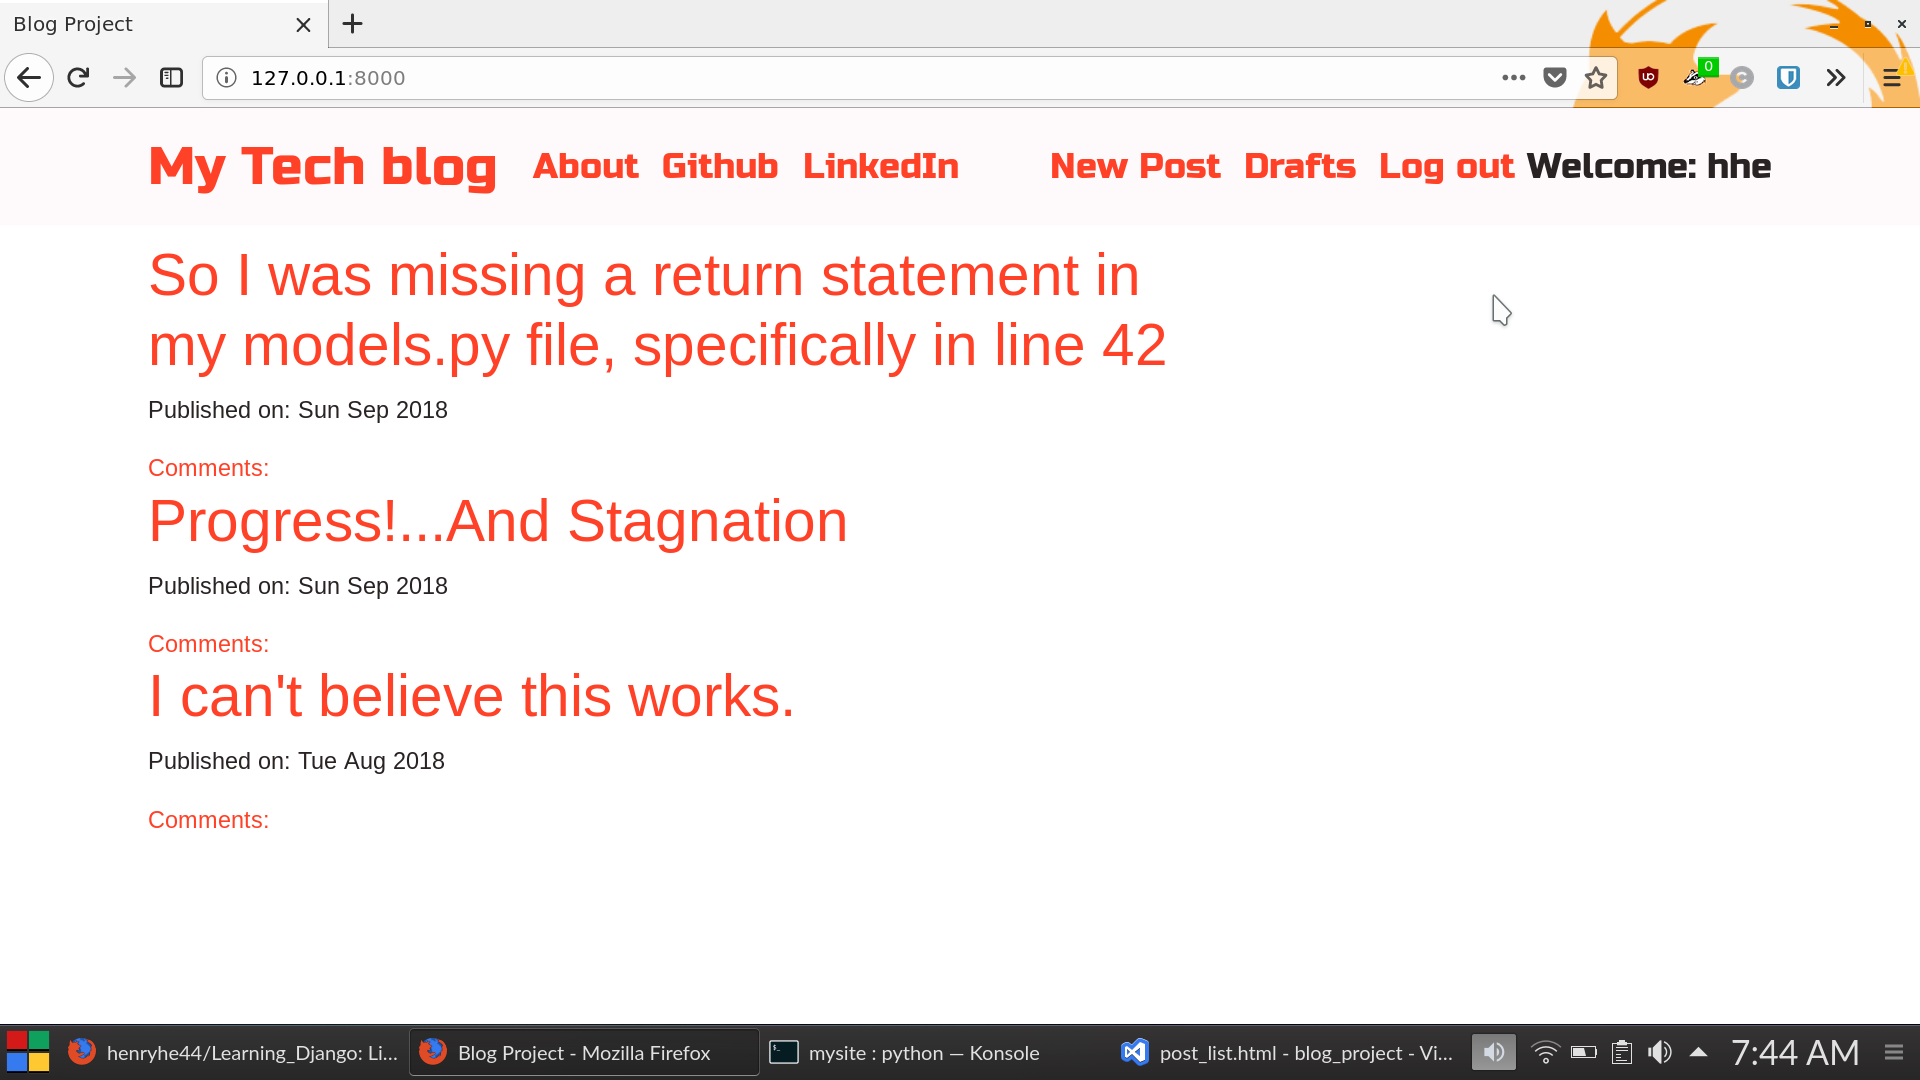 Blog Project
127.0.0.1:8000
0
My Tech blog About Github LinkedIn New Post Drafts Log out Welcome: hhe
So I was missing a return statement in
my models.py file, specifically in line 42
Published on: Sun Sep 2018
Comments:
Progress!...And Stagnation
Published on: Sun Sep 2018
Comments:
I can't believe this works.
Published on: Tue Aug 2018
Comments:
henryhe44/Learning_Django: Li... Blog Project - Mozilla Firefox mysite : python — Konsole post_list.html - blog_project - Vi... 7:44 AM